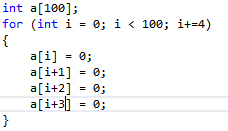 int a[100];
for (int i = 0; i < 100; i+=4)
{
    a[i] = 0;
    a[i+1] = 0;
    a[i+2] = 0;
    a[i+3] = 0;
}